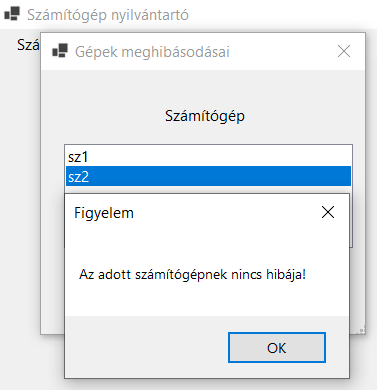 Számítógép nyilvántartó
Szá
Gépek meghibásodásai
Számítógép
sz1
sz2
Figyelem
Az adott számítógépnek nincs hibája!
OK